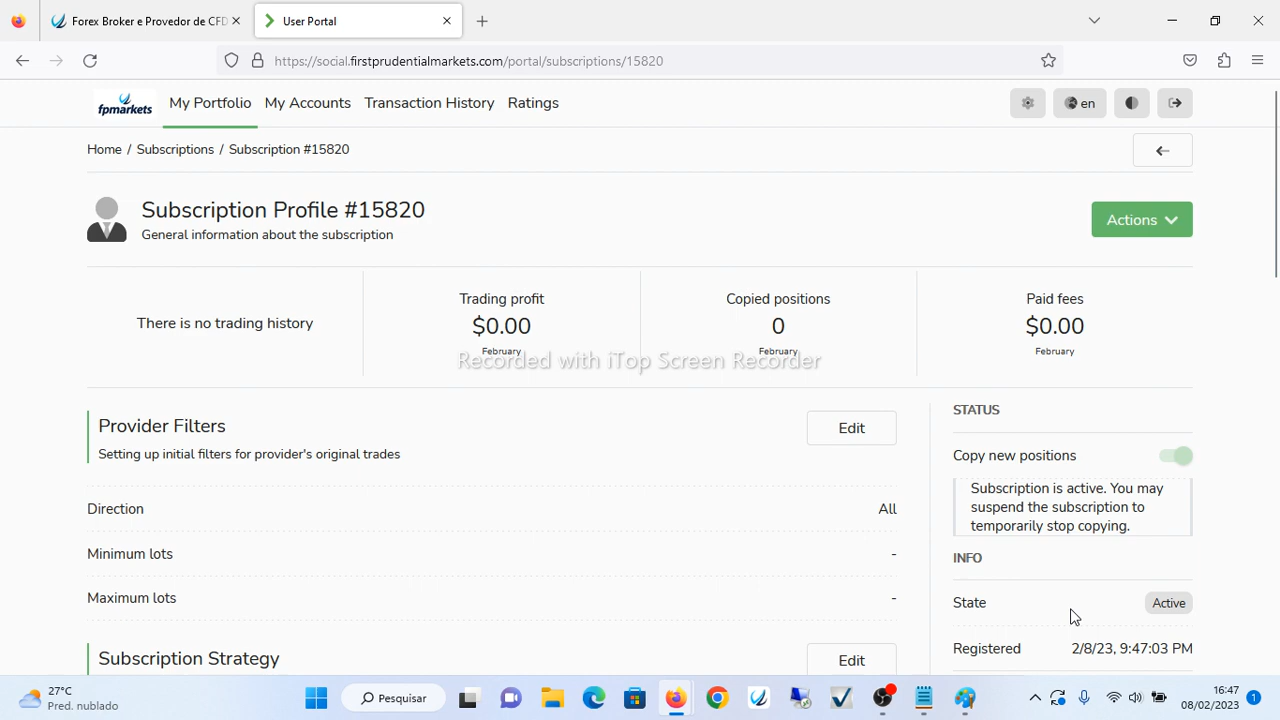 Forex Broker e Provedor de CFD
User Portal
https://social.firstprudentialmarkets.com/portal/subscriptions/15820
fpmarkets
My Portfolio
My Accounts
Transaction History
Ratings
en
Home / Subscriptions / Subscription #15820
Subscription Profile #15820
General information about the subscription
Actions
There is no trading history
Trading profit
$0.00
February
Copied positions
0
February
Paid fees
$0.00
February
Recorded with iTop Screen Recorder
Provider Filters
Edit
Setting up initial filters for provider's original trades
Direction
All
Minimum lots
-
Maximum lots
-
Subscription Strategy
Edit
STATUS
Copy new positions
Subscription is active. You may
suspend the subscription to
temporarily stop copying.
INFO
State
Active
Registered
2/8/23, 9:47:03 PM
27°C
Pred. nublado
Pesquisar
16:47
08/02/2023
1